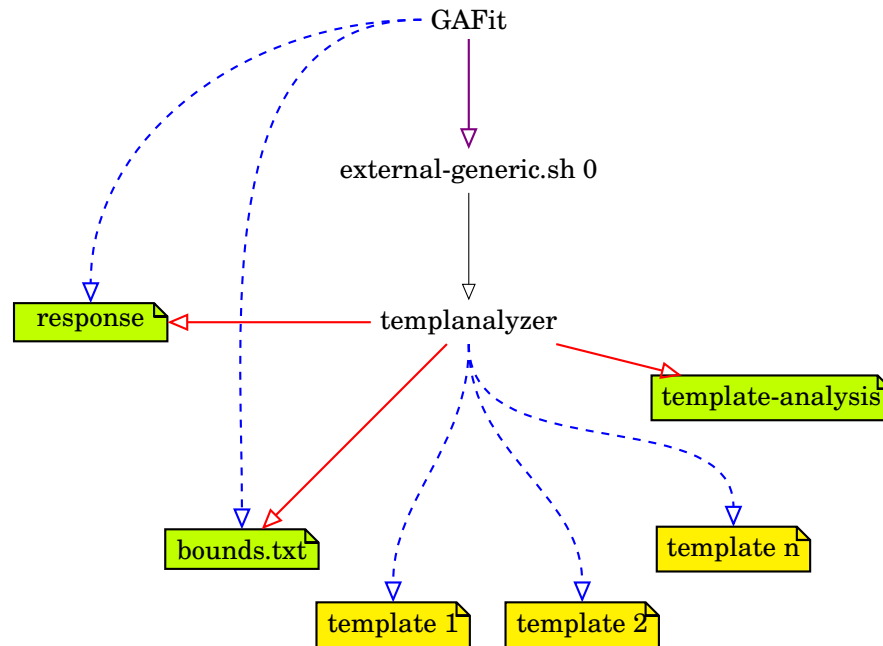 GAFit
external-generic.sh 0
response
templanalyzer
template-analysis
bounds.txt
template n
template 1
template 2